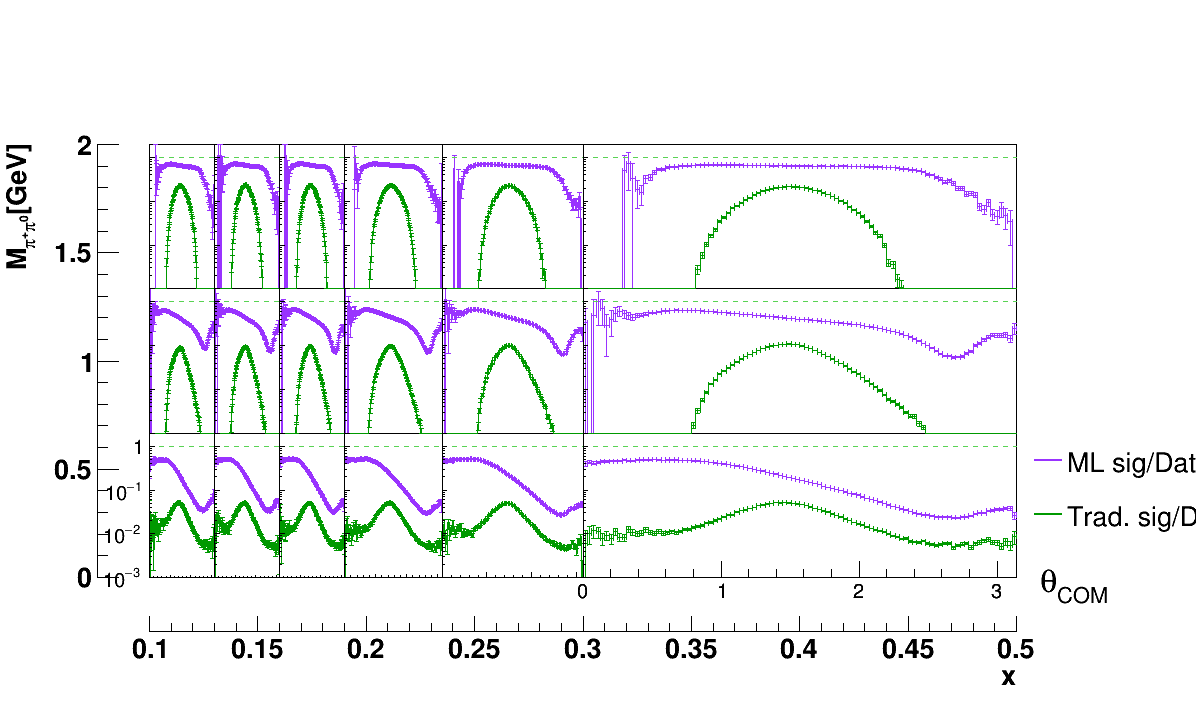 M_{π⁺π⁰}[GeV]
2
1.5
1
0.5
0
1
10⁻¹
10⁻²
10⁻³
ML sig/Dat
Trad. sig/D
0 1 2 3
θ_{COM}
0.1 0.15 0.2 0.25 0.3 0.35 0.4 0.45 0.5
x